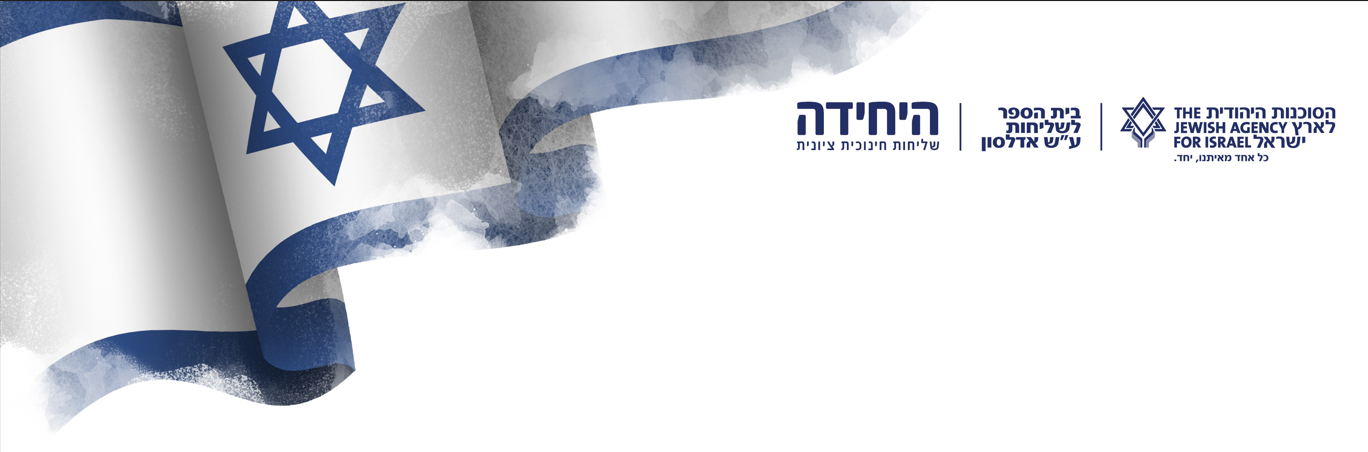 הסוכנות היהודית THE
לארץ JEWISH AGENCY
ישראל FOR ISRAEL
כל אחד מאיתנו, יחד.
בית הספר
לשליחות
ע"ש אדלסון
היחידה
שליחות חינוכית ציונית